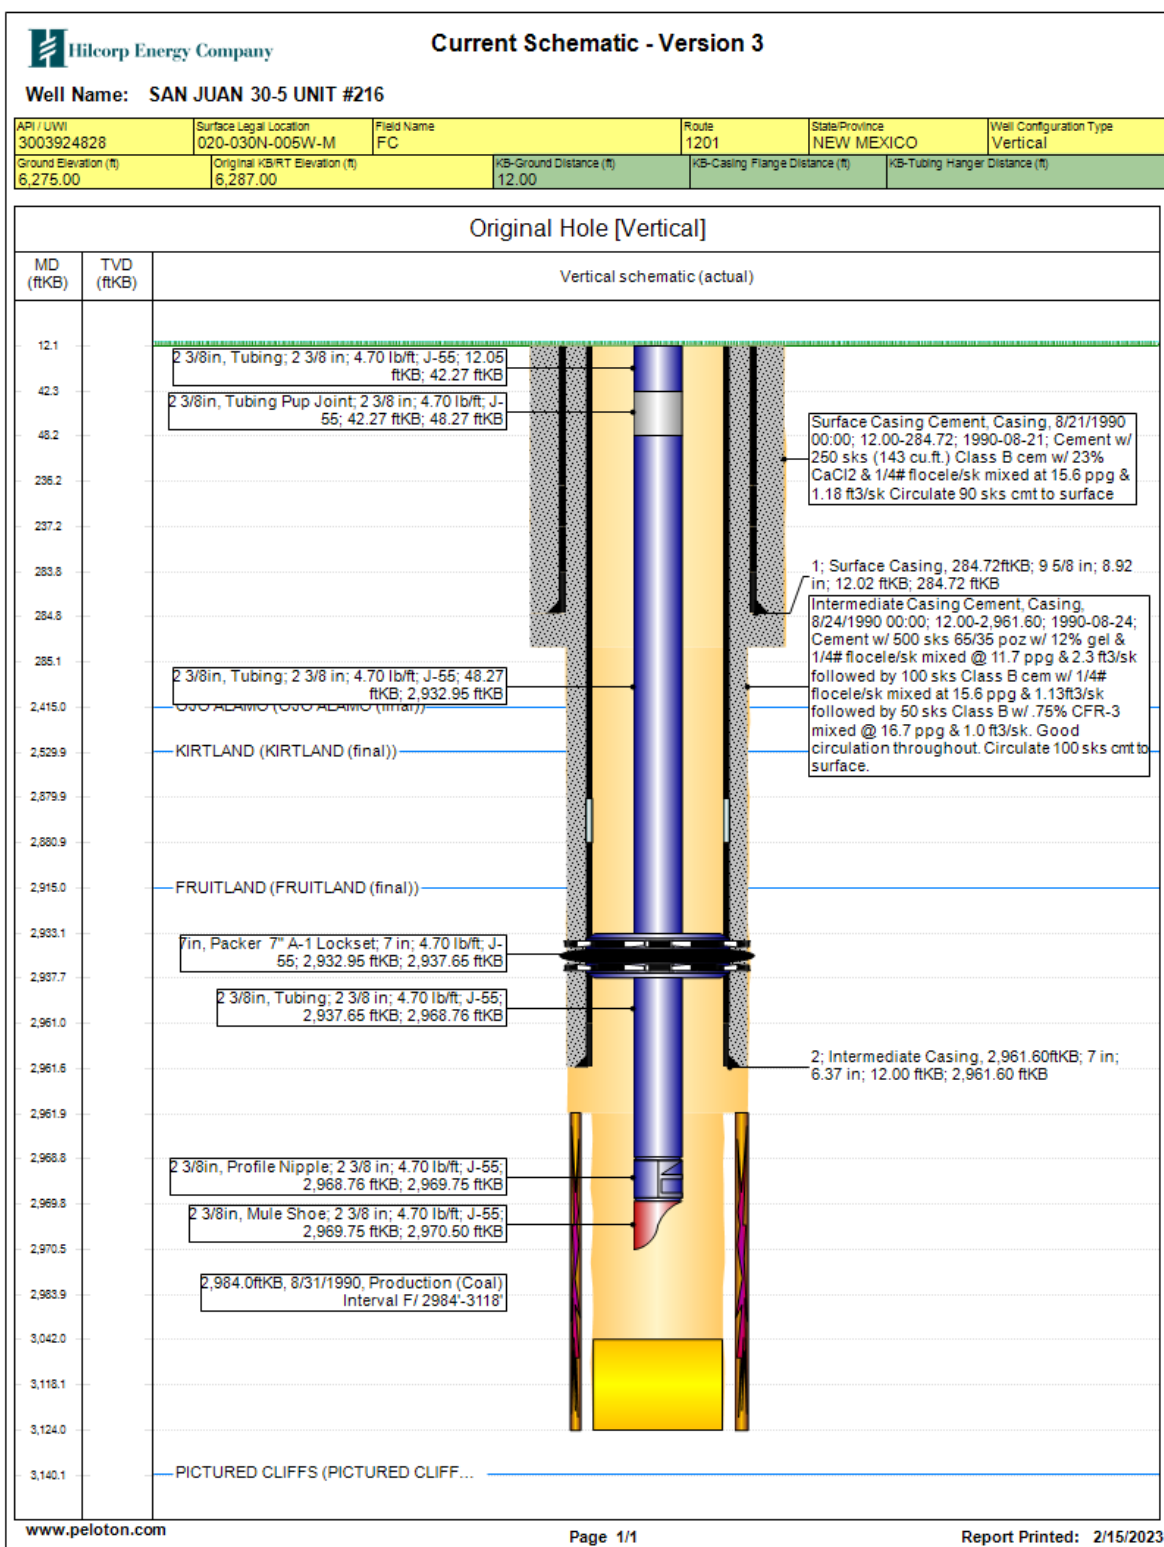 Hilcorp Energy Company
Current Schematic - Version 3
Well Name: SAN JUAN 30-5 UNIT #216
API / UWI
3003924828
Surface Legal Location
020-030N-005W-M
Field Name
FC
Route
1201
State/Province
NEW MEXICO
Well Configuration Type
Vertical
Ground Elevation (ft)
6,275.00
Original KB/RT Elevation (ft)
6,287.00
KB-Ground Distance (ft)
12.00
KB-Casing Flange Distance (ft)
KB-Tubing Hanger Distance (ft)
Original Hole [Vertical]
MD
(ftKB)
TVD
(ftKB)
Vertical schematic (actual)
12.1
42.3
48.2
236.2
237.2
283.8
284.8
285.1
2,415.0
2,529.9
2,879.9
2,880.9
2,915.0
2,933.1
2,937.7
2,961.0
2,961.6
2,961.9
2,968.8
2,969.8
2,970.5
2,983.9
3,042.0
3,118.1
3,124.0
3,140.1
2 3/8in, Tubing; 2 3/8 in; 4.70 lb/ft; J-55; 12.05
ftKB; 42.27 ftKB
2 3/8in, Tubing Pup Joint; 2 3/8 in; 4.70 lb/ft; J-
55; 42.27 ftKB; 48.27 ftKB
2 3/8in, Tubing; 2 3/8 in; 4.70 lb/ft; J-55; 48.27
ftKB; 2,932.95 ftKB
OJO ALAMO (OJO ALAMO (final))
KIRTLAND (KIRTLAND (final))
FRUITLAND (FRUITLAND (final))
7in, Packer 7" A-1 Lockset; 7 in; 4.70 lb/ft; J-
55; 2,932.95 ftKB; 2,937.65 ftKB
2 3/8in, Tubing; 2 3/8 in; 4.70 lb/ft; J-55;
2,937.65 ftKB; 2,968.76 ftKB
2 3/8in, Profile Nipple; 2 3/8 in; 4.70 lb/ft; J-55;
2,968.76 ftKB; 2,969.75 ftKB
2 3/8in, Mule Shoe; 2 3/8 in; 4.70 lb/ft; J-55;
2,969.75 ftKB; 2,970.50 ftKB
2,984.0ftKB, 8/31/1990, Production (Coal)
Interval F/ 2984'-3118'
PICTURED CLIFFS (PICTURED CLIFF...
Surface Casing Cement, Casing, 8/21/1990
00:00; 12.00-284.72; 1990-08-21; Cement w/
250 sks (143 cu.ft.) Class B cem w/ 23%
CaCl2 & 1/4# flocele/sk mixed at 15.6 ppg &
1.18 ft3/sk Circulate 90 sks cmt to surface
1; Surface Casing, 284.72ftKB; 9 5/8 in; 8.92
in; 12.02 ftKB; 284.72 ftKB
Intermediate Casing Cement, Casing,
8/24/1990 00:00; 12.00-2,961.60; 1990-08-24;
Cement w/ 500 sks 65/35 poz w/ 12% gel &
1/4# flocele/sk mixed @ 11.7 ppg & 2.3 ft3/sk
followed by 100 sks Class B cem w/ 1/4#
flocele/sk mixed at 15.6 ppg & 1.13ft3/sk
followed by 50 sks Class B w/ .75% CFR-3
mixed @ 16.7 ppg & 1.0 ft3/sk. Good
circulation throughout. Circulate 100 sks cmt to
surface.
2; Intermediate Casing, 2,961.60ftKB; 7 in;
6.37 in; 12.00 ftKB; 2,961.60 ftKB
www.peloton.com
Page 1/1
Report Printed: 2/15/2023